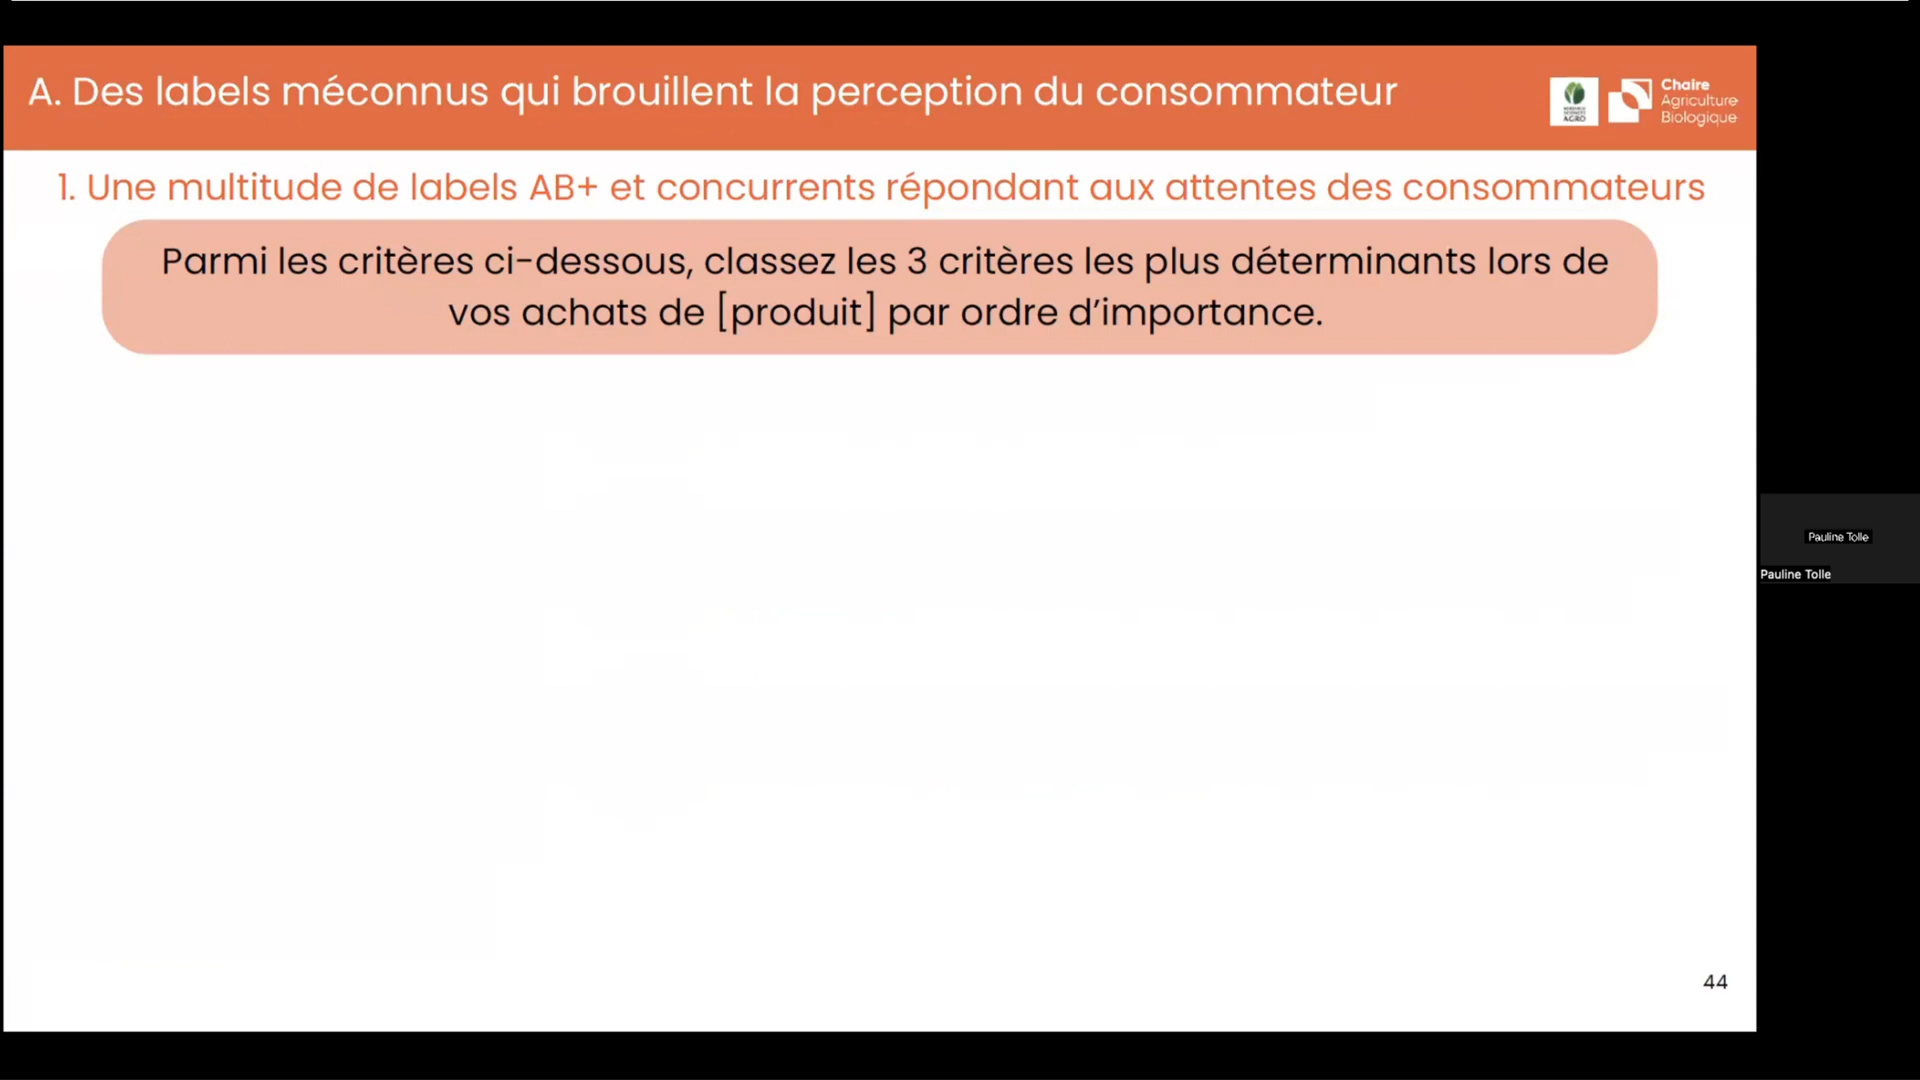 A. Des labels méconnus qui brouillent la perception du consommateur
Chaire
Agriculture
Biologique
AGRO
1. Une multitude de labels AB+ et concurrents répondant aux attentes des consommateurs
Parmi les critères ci-dessous, classez les 3 critères les plus déterminants lors de
vos achats de [produit] par ordre d’importance.
Pauline Tolle
Pauline Tolle
44